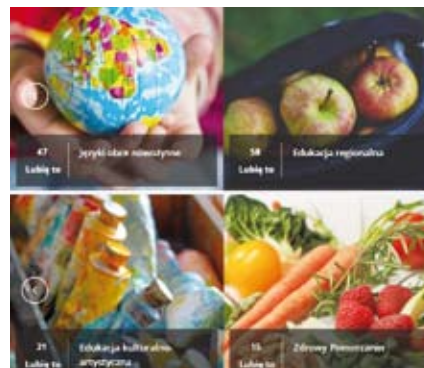 47
Języki obce nowożytne
Lubię to
58
Edukacja regionalna
Lubię to
21
Edukacja kulturalno-
artystyczna
Lubię to
15
Zdrowy Pomorzanin
Lubię to